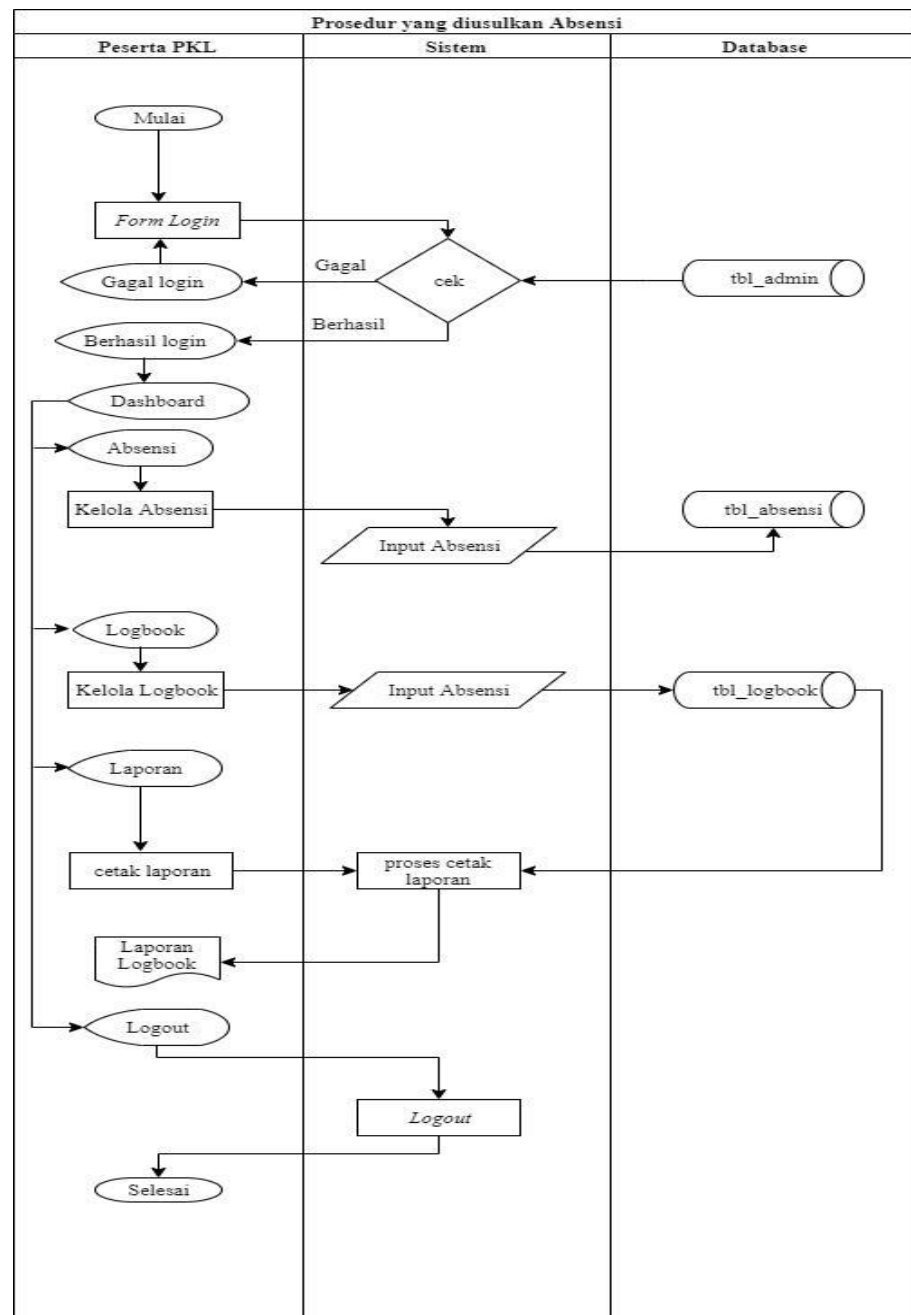 Prosedur yang diusulkan Absensi
Peserta PKL
Sistem
Database
Mulai
Form Login
Gagal
Gagal login
cek
tbl_admin
Berhasil
Berhasil login
Dashboard
Absensi
Kelola Absensi
tbl_absensi
Input Absensi
Logbook
Kelola Logbook
Input Absensi
tbl_logbook
Laporan
cetak laporan
proses cetak
laporan
Laporan
Logbook
Logout
Logout
Selesai